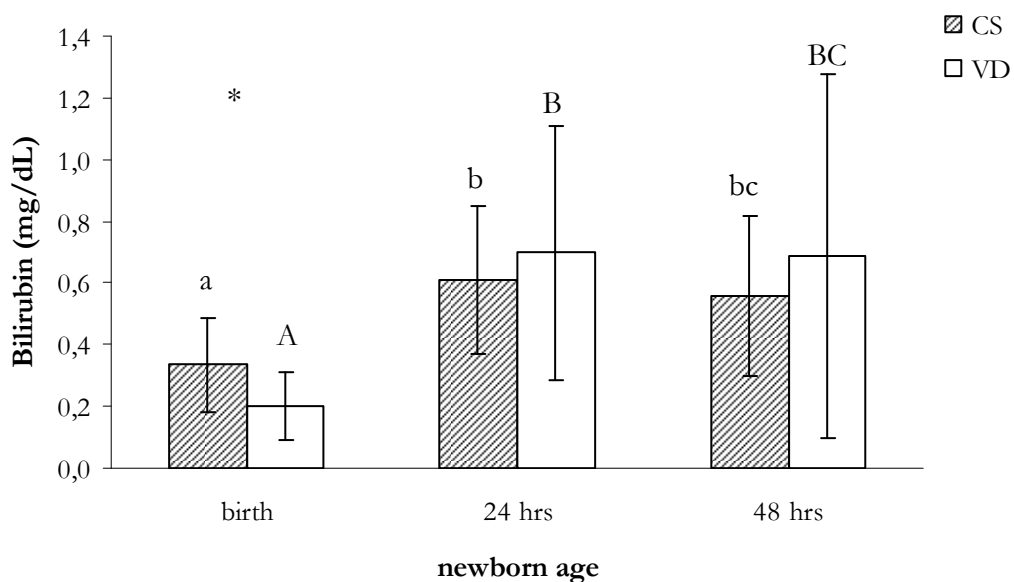 CS
VD
Bilirubin (mg/dL)
1,4
1,2
1,0
0,8
0,6
0,4
0,2
0,0
*
a
A
b
B
bc
BC
birth
24 hrs
48 hrs
newborn age